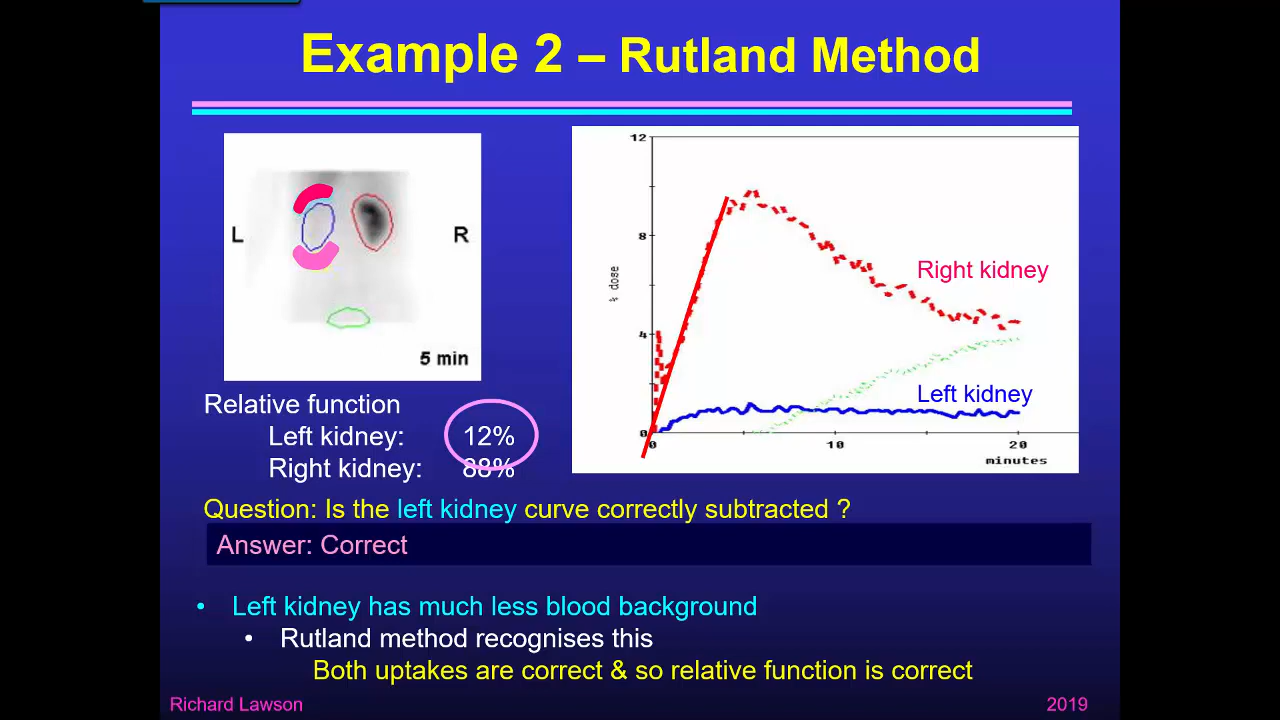 Example 2 – Rutland Method
L
R
5 min
12
8
4
0
% dose
0
10
20
minutes
Right kidney
Left kidney
Relative function
Left kidney: 12%
Right kidney: 88%
Question: Is the left kidney curve correctly subtracted ?
Answer: Correct
• Left kidney has much less blood background
• Rutland method recognises this
Both uptakes are correct & so relative function is correct
Richard Lawson
2019